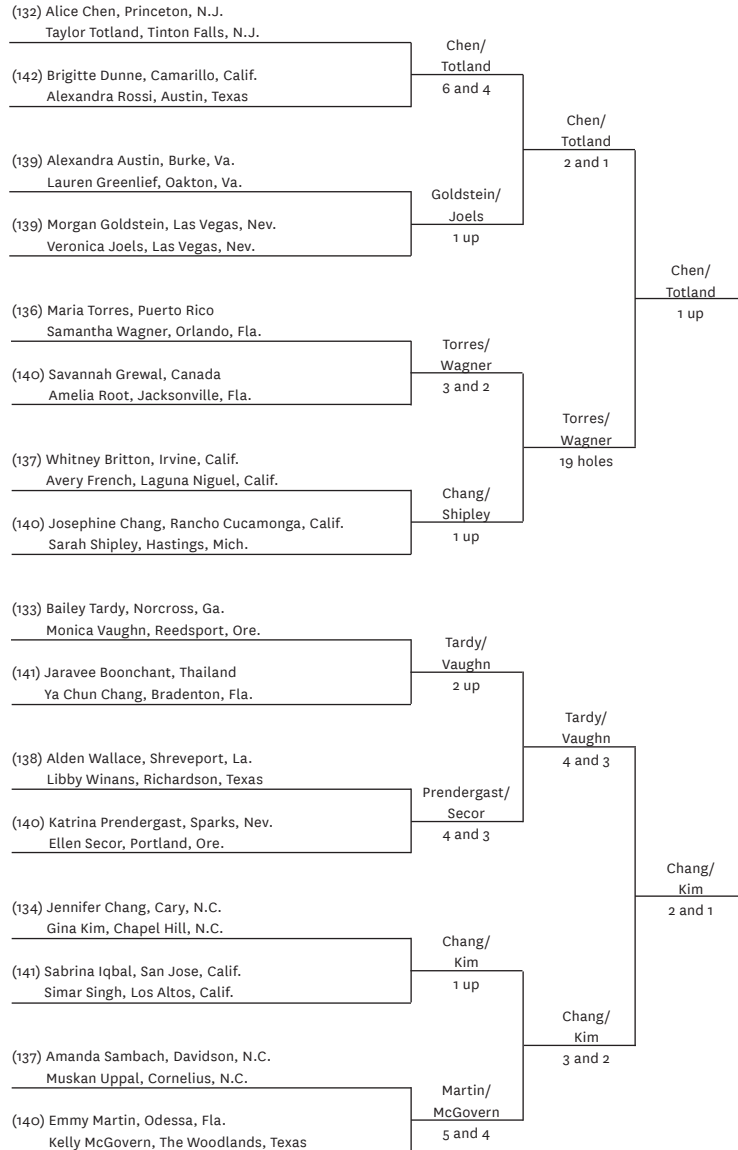 (132) Alice Chen, Princeton, N.J.
Taylor Totland, Tinton Falls, N.J.
Chen/
Totland
6 and 4
(142) Brigitte Dunne, Camarillo, Calif.
Alexandra Rossi, Austin, Texas
Chen/
Totland
2 and 1
(139) Alexandra Austin, Burke, Va.
Lauren Greenlief, Oakton, Va.
Goldstein/
Joels
1 up
(139) Morgan Goldstein, Las Vegas, Nev.
Veronica Joels, Las Vegas, Nev.
Chen/
Totland
1 up
(136) Maria Torres, Puerto Rico
Samantha Wagner, Orlando, Fla.
Torres/
Wagner
3 and 2
(140) Savannah Grewal, Canada
Amelia Root, Jacksonville, Fla.
Torres/
Wagner
19 holes
(137) Whitney Britton, Irvine, Calif.
Avery French, Laguna Niguel, Calif.
Chang/
Shipley
1 up
(140) Josephine Chang, Rancho Cucamonga, Calif.
Sarah Shipley, Hastings, Mich.
(133) Bailey Tardy, Norcross, Ga.
Monica Vaughn, Reedsport, Ore.
Tardy/
Vaughn
2 up
(141) Jaravee Boonchant, Thailand
Ya Chun Chang, Bradenton, Fla.
Tardy/
Vaughn
4 and 3
(138) Alden Wallace, Shreveport, La.
Libby Winans, Richardson, Texas
Prendergast/
Secor
4 and 3
(140) Katrina Prendergast, Sparks, Nev.
Ellen Secor, Portland, Ore.
Chang/
Kim
2 and 1
(134) Jennifer Chang, Cary, N.C.
Gina Kim, Chapel Hill, N.C.
Chang/
Kim
1 up
(141) Sabrina Iqbal, San Jose, Calif.
Simar Singh, Los Altos, Calif.
Chang/
Kim
3 and 2
(137) Amanda Sambach, Davidson, N.C.
Muskan Uppal, Cornelius, N.C.
Martin/
McGovern
5 and 4
(140) Emmy Martin, Odessa, Fla.
Kelly McGovern, The Woodlands, Texas